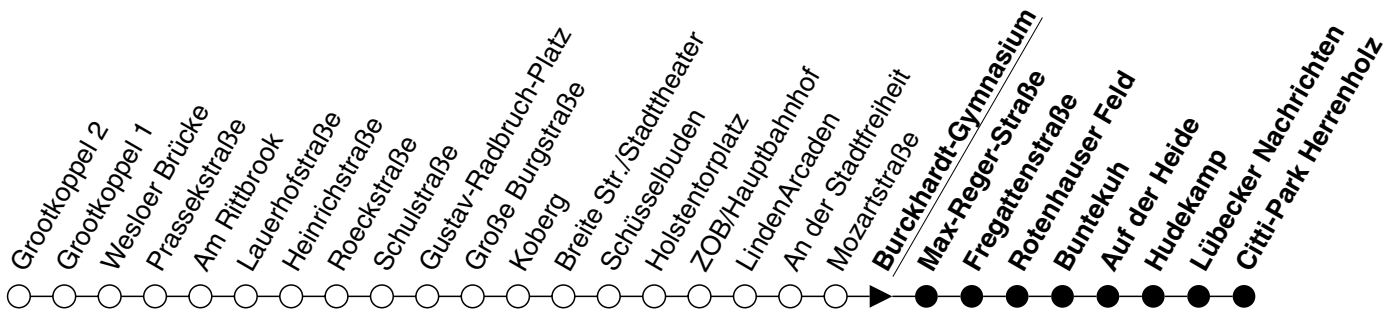 Grootkoppel 2
Grootkoppel 1
Wesloer Brücke
Prassekstraße
Am Rittbrook
Lauerhofstraße
Heinrichstraße
Roeckstraße
Schulstraße
Gustav-Radbruch-Platz
Große Burgstraße
Koberg
Breite Str./Stadttheater
Schüsselbuden
Holstentorplatz
ZOB/Hauptbahnhof
LindenArcaden
An der Stadtfreiheit
Mozartstraße
Burckhardt-Gymnasium
Max-Reger-Straße
Fregattenstraße
Rotenhauser Feld
Buntekuh
Auf der Heide
Hudekamp
Lübecker Nachrichten
Citti-Park Herrenholz